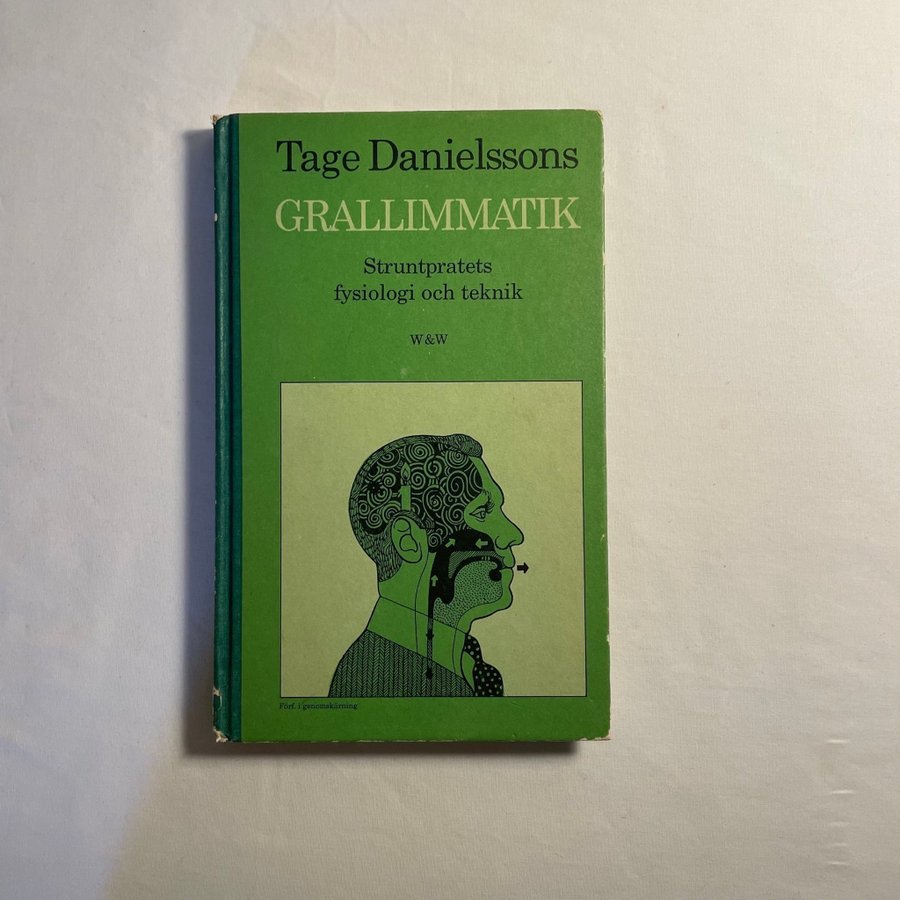 Tage Danielssons
GRALLIMMATIK
Struntpratets
fysiologi och teknik
W&W
Förf. i genomskärning